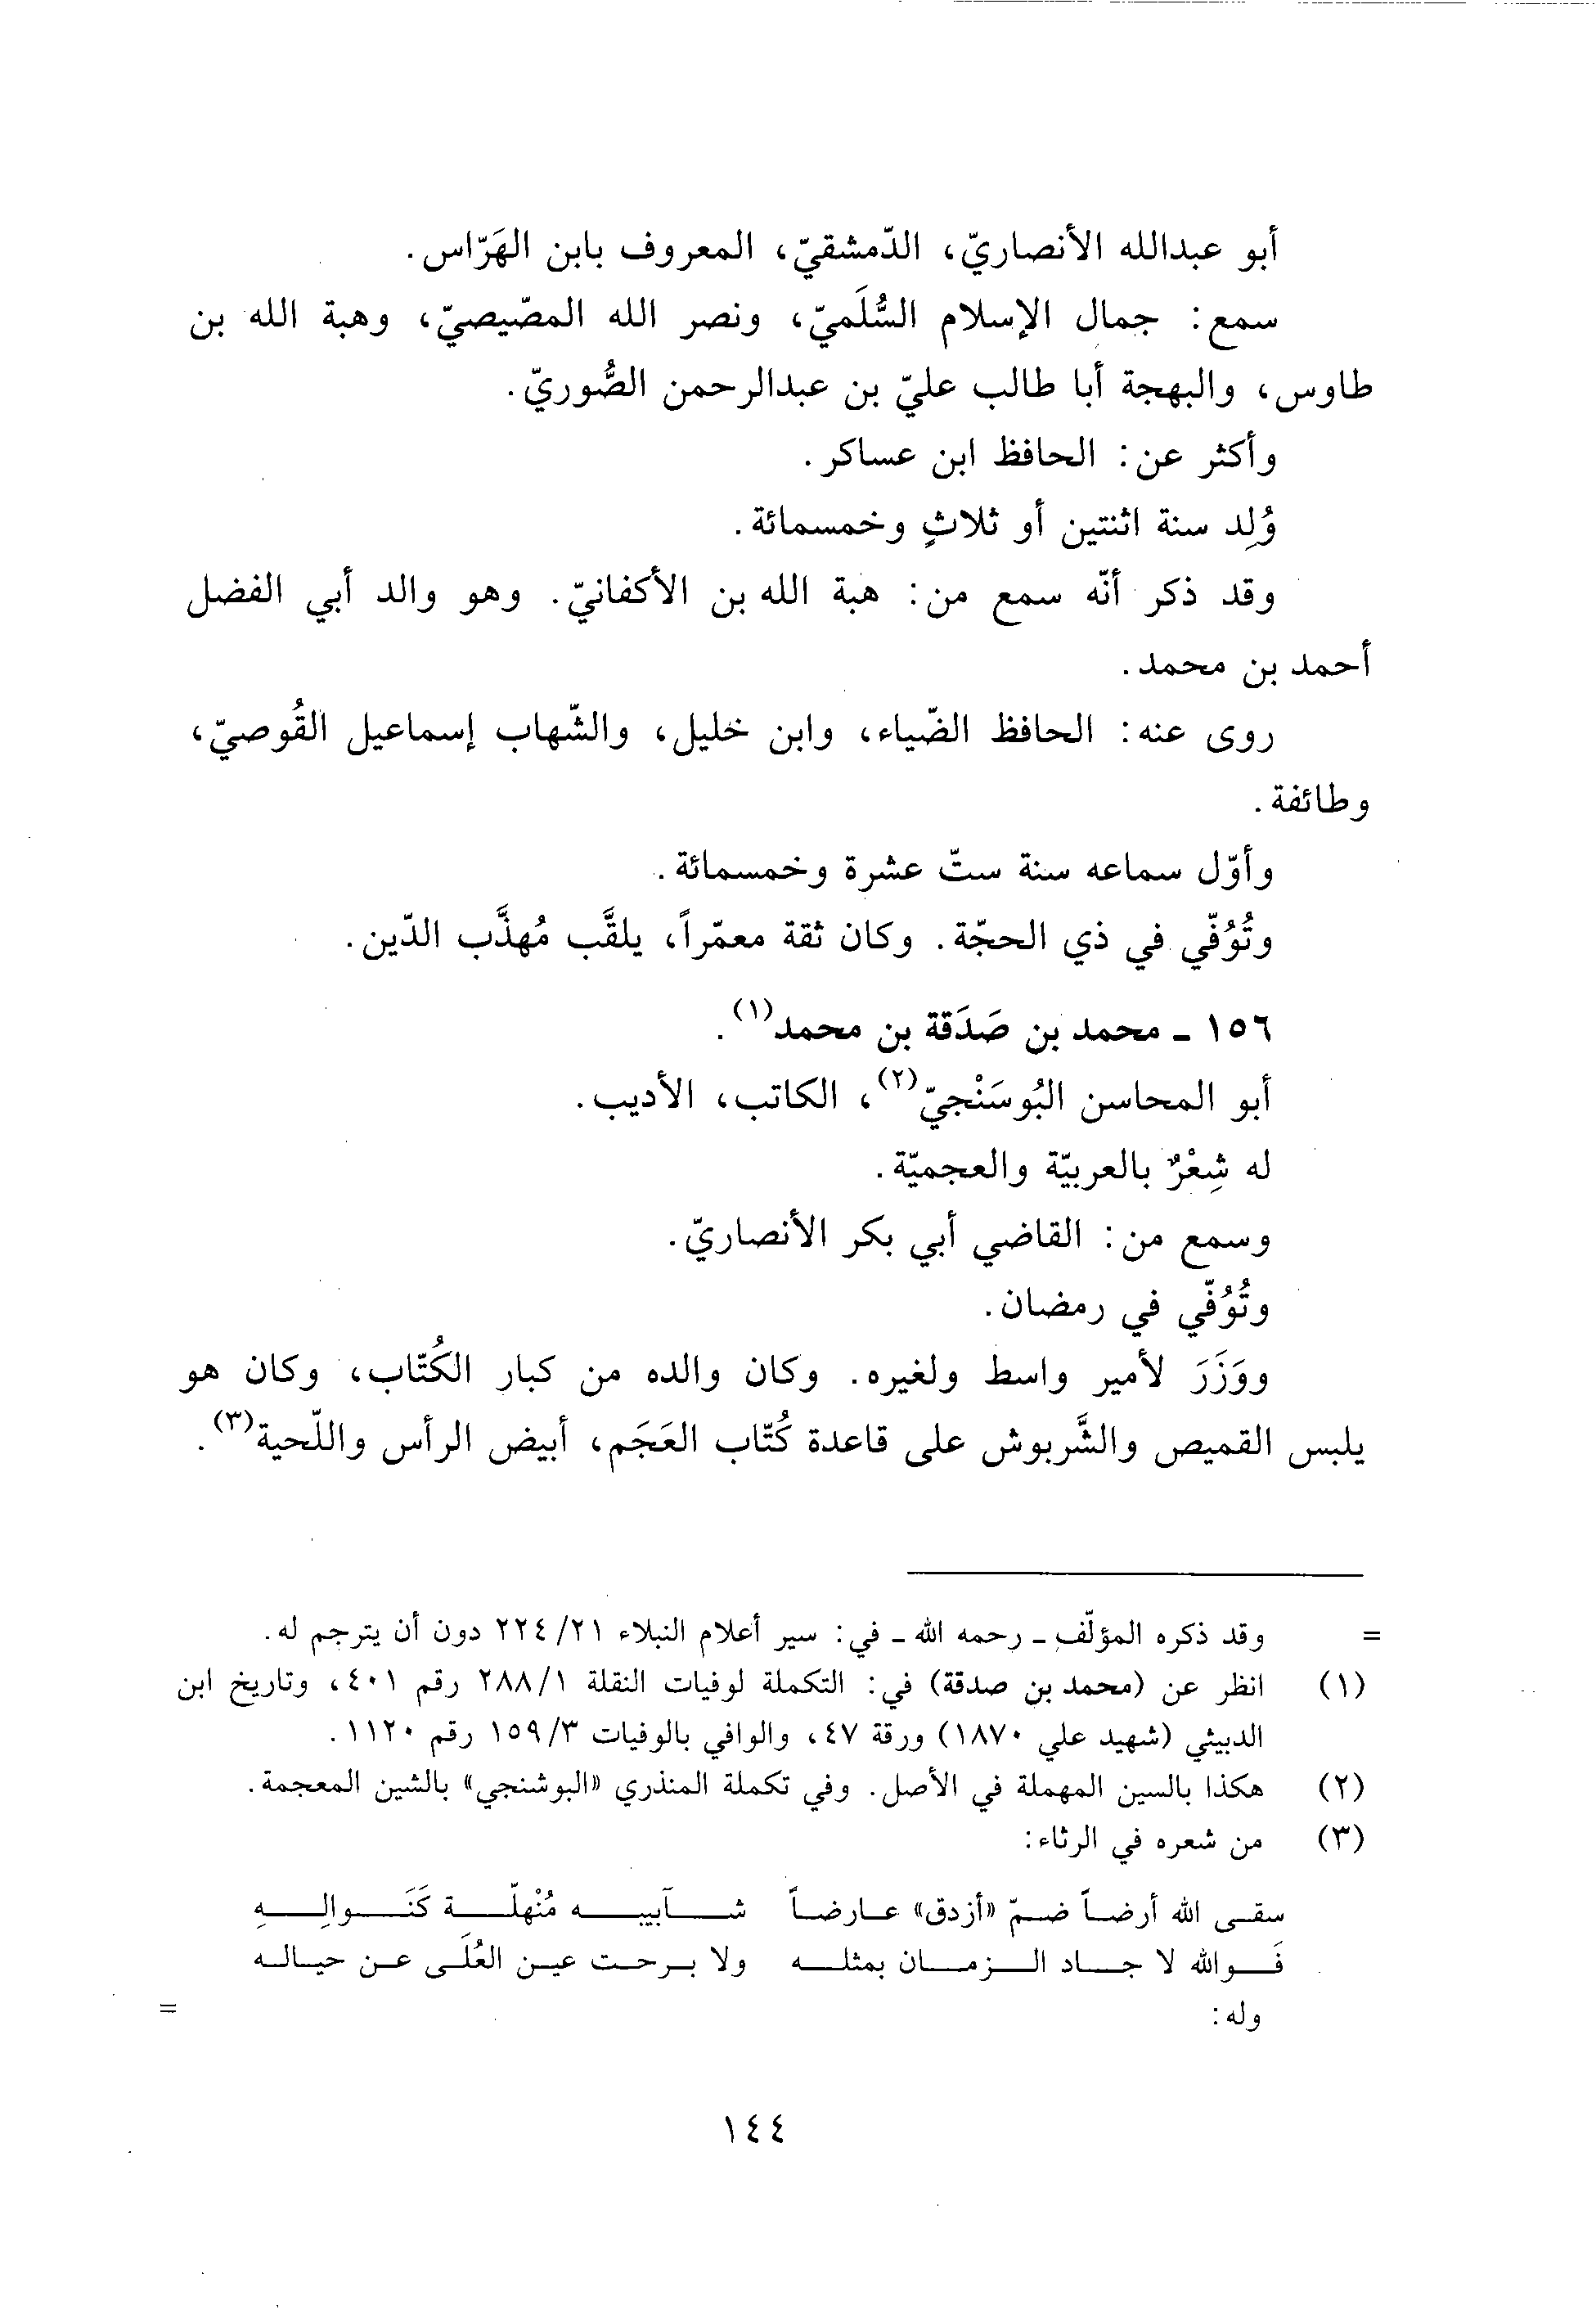 أبو عبدالله الأنصاريّ، الدّمشقيّ، المعروف بابن الهَرّاس.
سمع: جمال الإسلام السُّلَميّ، ونصر الله المصّيصيّ، وهبة الله بن
طاوس، والبهجة أبا طالب عليّ بن عبدالرحمن الصُّوريّ.
وأكثر عن: الحافظ ابن عساكر.
وُلِد سنة اثنتين أو ثلاثٍ وخمسمائة.
وقد ذكر أنّه سمع من: هبة الله بن الأكفانيّ. وهو والد أبي الفضل
أحمد بن محمد.
روى عنه: الحافظ الضّياء، وابن خليل، والشّهاب إسماعيل القُوصيّ،
وطائفة.
وأوّل سماعه سنة ستّ عشرة وخمسمائة.
وتُوُفّي في ذي الحجّة. وكان ثقة معمّراً، يلقَّب مُهذَّب الدّين.
١٥٦ ـ محمد بن صَدَقة بن محمد(١).
أبو المحاسن البُوسَنْجيّ(٢)، الكاتب، الأديب.
له شِعْرٌ بالعربيّة والعجميّة.
وسمع من: القاضي أبي بكر الأنصاريّ.
وتُوُفّي في رمضان.
ووَزَرَ لأمير واسط ولغيره. وكان والده من كبار الكُتّاب، وكان هو
يلبس القميص والشَّربوش على قاعدة كُتّاب العَجَم، أبيض الرأس واللّحية(٣).
= وقد ذكره المؤلّف ـ رحمه الله ـ في: سير أعلام النبلاء ٢٢٤/٢١ دون أن يترجم له.
(١) انظر عن (محمد بن صدقة) في: التكملة لوفيات النقلة ٢٨٨/١ رقم ٤٠١، وتاريخ ابن
الدبيثي (شهيد علي ١٨٧٠) ورقة ٤٧، والوافي بالوفيات ١٥٩/٣ رقم ١١٢٠.
(٢) هكذا بالسين المهملة في الأصل. وفي تكملة المنذري «البوشنجي» بالشين المعجمة.
(٣) من شعره في الرثاء:
سقى الله أرضاً ضمّ «أزدق» عارضاً شآبيبه مُنْهلّة كَنَوالِهِ
فَوالله لا جاد الزمان بمثله ولا برحت عين العُلَى عن حياله
وله: =
١٤٤